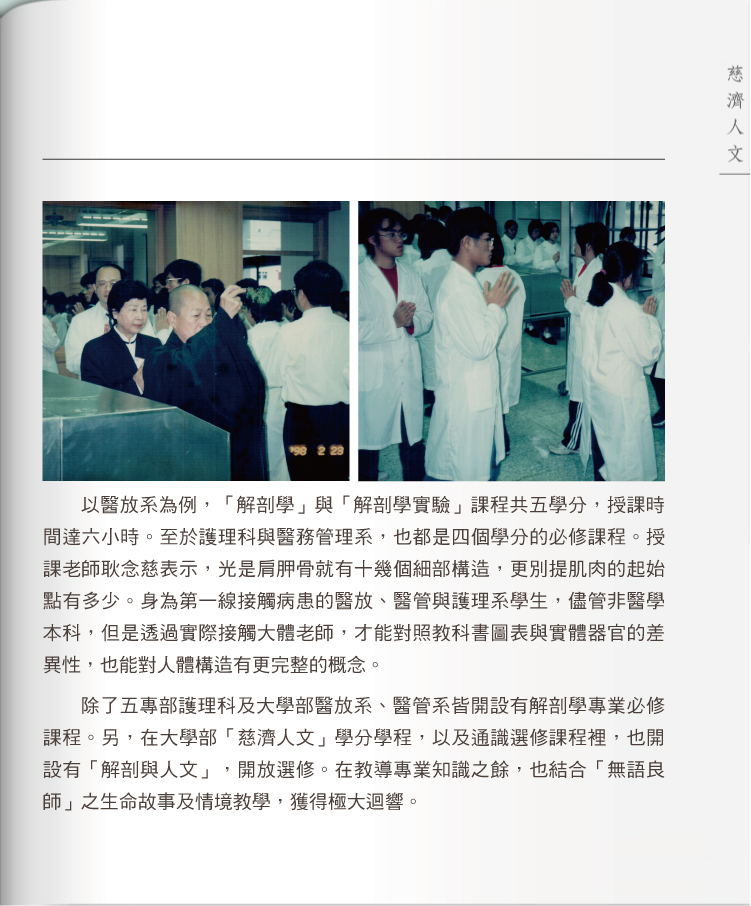 慈濟人文
'98 2 23
以醫放系為例，「解剖學」與「解剖學實驗」課程共五學分，授課時
間達六小時。至於護理科與醫務管理系，也都是四個學分的必修課程。授
課老師耿念慈表示，光是肩胛骨就有十幾個細部構造，更別提肌肉的起始
點有多少。身為第一線接觸病患的醫放、醫管與護理系學生，儘管非醫學
本科，但是透過實際接觸大體老師，才能對照教科書圖表與實體器官的差
異性，也能對人體構造有更完整的概念。
除了五專部護理科及大學部醫放系、醫管系皆開設有解剖學專業必修
課程。另，在大學部「慈濟人文」學分學程，以及通識選修課程裡，也開
設有「解剖與人文」，開放選修。在教導專業知識之餘，也結合「無語良
師」之生命故事及情境教學，獲得極大迴響。